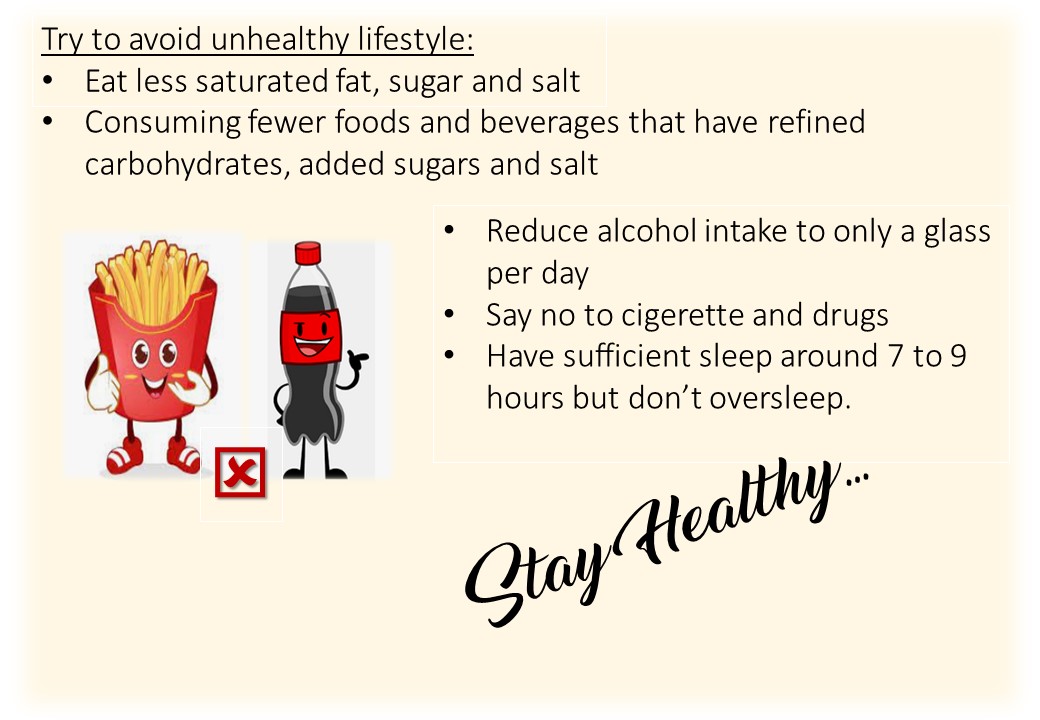 Try to avoid unhealthy lifestyle:
• Eat less saturated fat, sugar and salt
• Consuming fewer foods and beverages that have refined
carbohydrates, added sugars and salt
• Reduce alcohol intake to only a glass
per day
• Say no to cigerette and drugs
• Have sufficient sleep around 7 to 9
hours but don’t oversleep.
Stay Healthy...